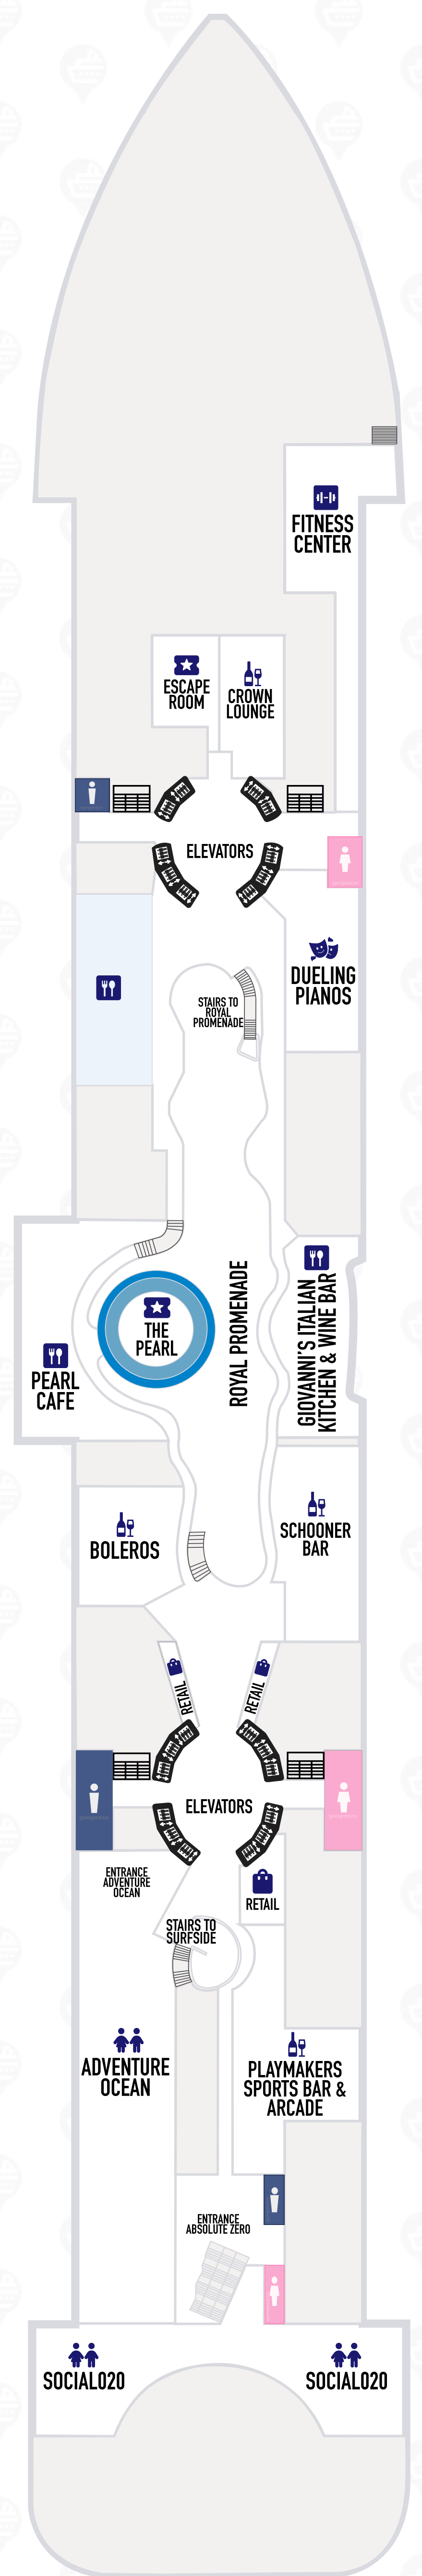 FITNESS
CENTER
ESCAPE
ROOM
CROWN
LOUNGE
ELEVATORS
DUELING
PIANOS
STAIRS TO
ROYAL
PROMENADE
THE
PEARL
ROYAL PROMENADE
GIOVANNI'S ITALIAN
KITCHEN & WINE BAR
PEARL
CAFE
BOLEROS
SCHOONER
BAR
RETAIL
RETAIL
ELEVATORS
ENTRANCE
ADVENTURE
OCEAN
RETAIL
STAIRS TO
SURFSIDE
ADVENTURE
OCEAN
PLAYMAKERS
SPORTS BAR &
ARCADE
ENTRANCE
ABSOLUTE ZERO
SOCIAL020
SOCIAL020